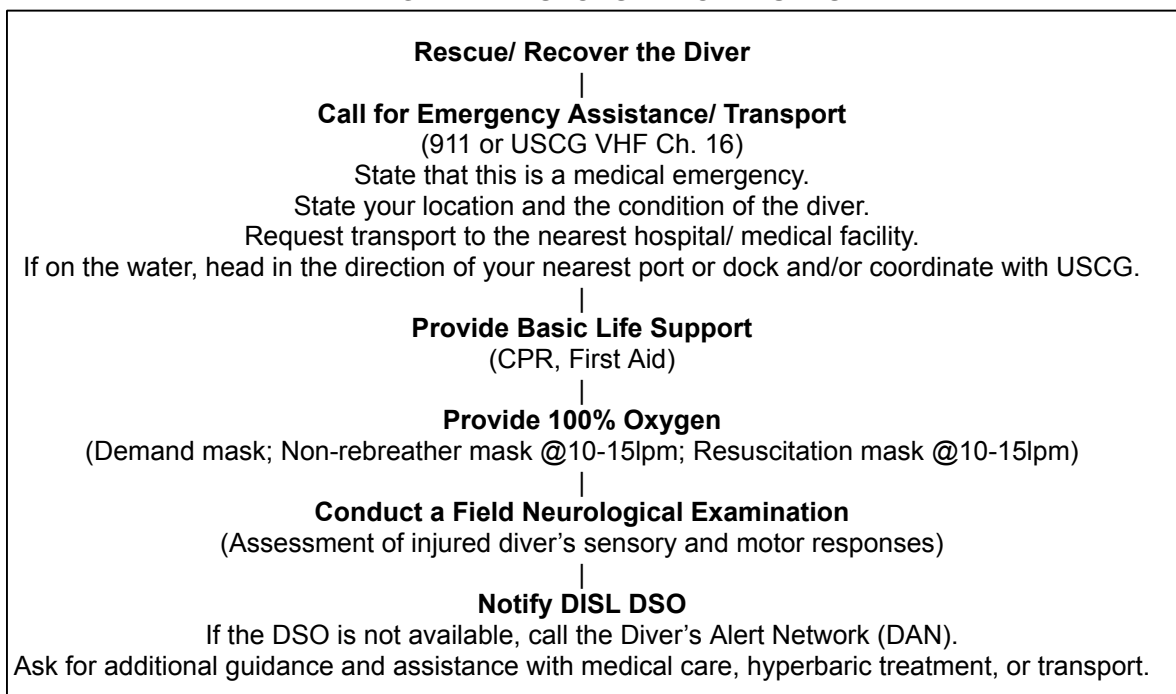 Rescue/ Recover the Diver
|
Call for Emergency Assistance/ Transport
(911 or USCG VHF Ch. 16)
State that this is a medical emergency.
State your location and the condition of the diver.
Request transport to the nearest hospital/ medical facility.
If on the water, head in the direction of your nearest port or dock and/or coordinate with USCG.
|
Provide Basic Life Support
(CPR, First Aid)
|
Provide 100% Oxygen
(Demand mask; Non-rebreather mask @10-15lpm; Resuscitation mask @10-15lpm)
|
Conduct a Field Neurological Examination
(Assessment of injured diver’s sensory and motor responses)
|
Notify DISL DSO
If the DSO is not available, call the Diver’s Alert Network (DAN).
Ask for additional guidance and assistance with medical care, hyperbaric treatment, or transport.